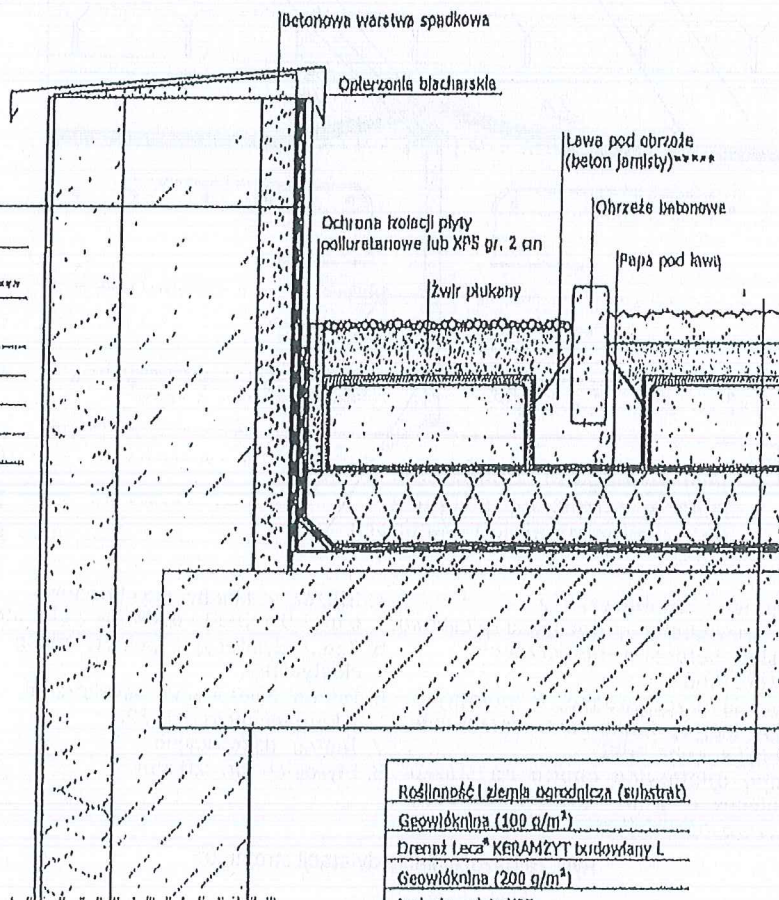 Betonowa warstwa spadkowa
Opierzenie blacharskie
Ława pod obrzeże
(beton jamisty)*****
Obrzeże betonowe
Ochrona izolacji płyty
poliuretanowe lub XPS gr. 2 cm
Papa pod ławą
Żwir płukany
Roślinność i ziemia ogrodnicza (substrat)
Geowłóknina (100 g/m²)
Drenaż Leca® KERAMZYT budowlany L
Geowłóknina (200 g/m²)